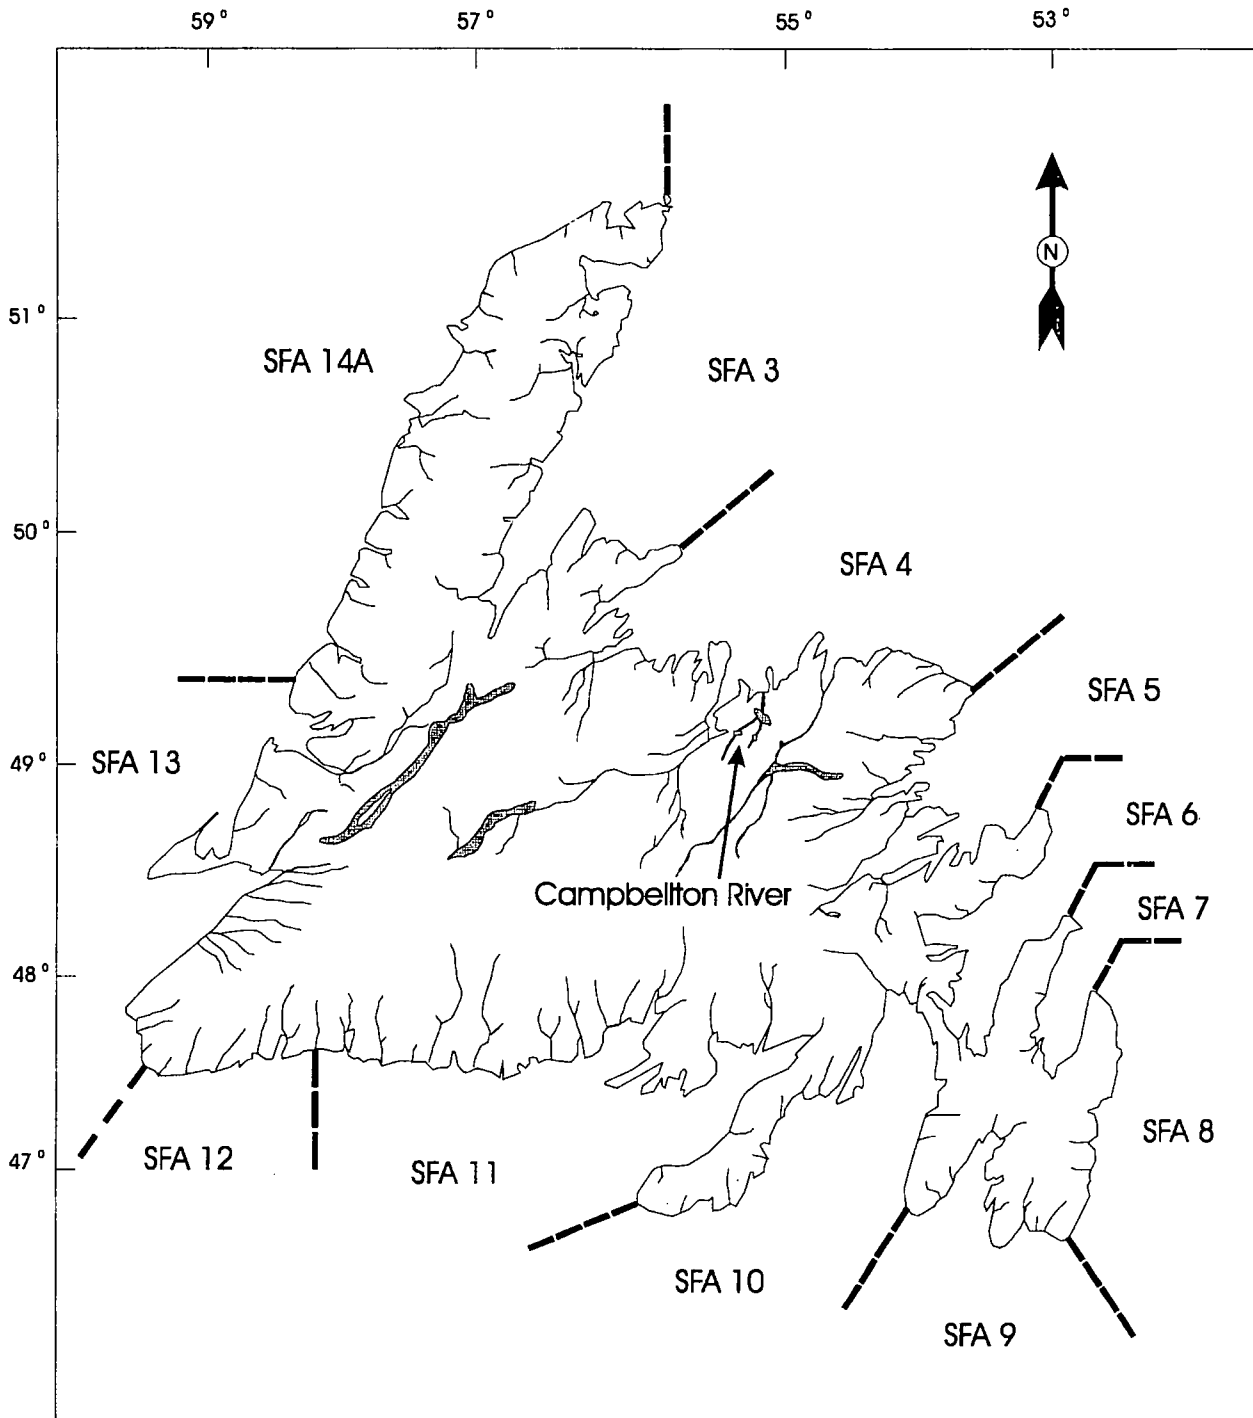 59°
57°
55°
53°
N
51°
SFA 14A
SFA 3
50°
SFA 4
SFA 5
49°
SFA 13
SFA 6
Campbellton River
SFA 7
48°
SFA 8
47°
SFA 12
SFA 11
SFA 10
SFA 9